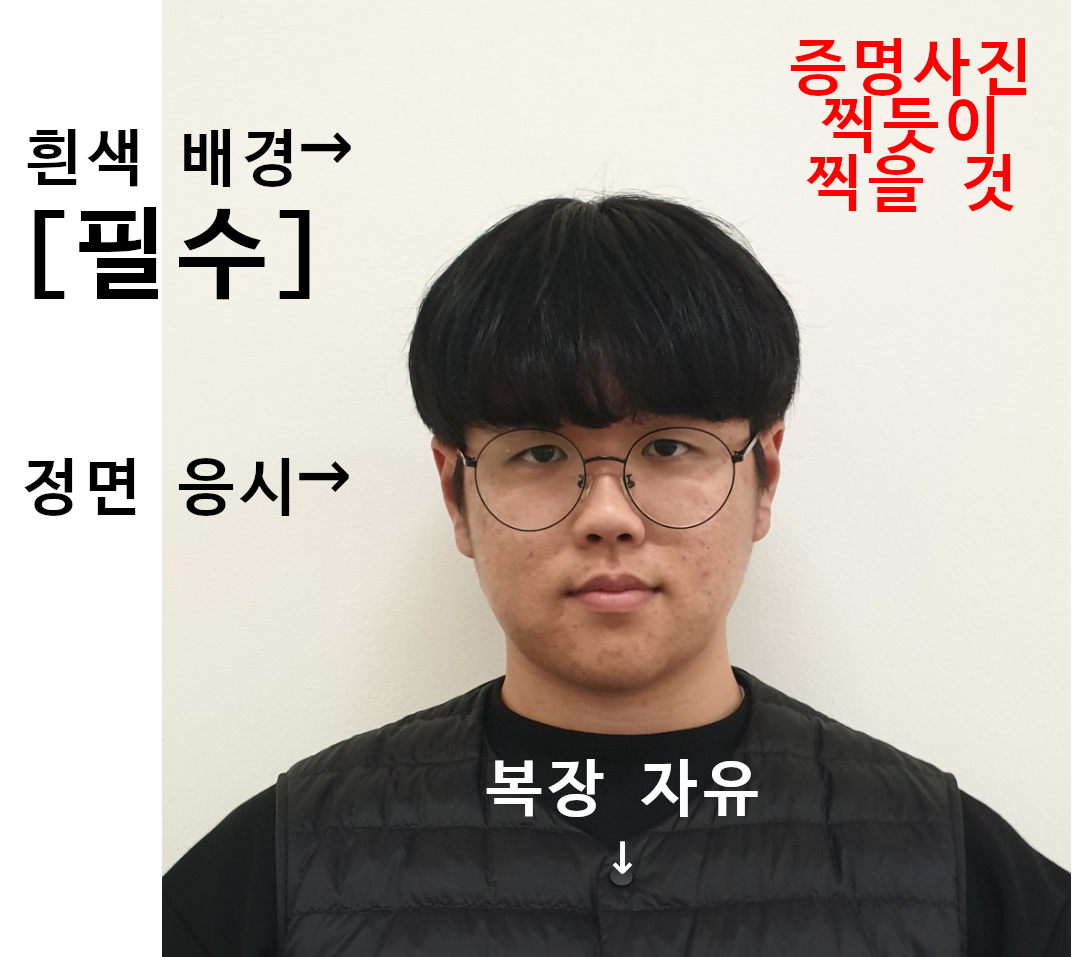 증명사진
찍듯이
찍을 것
흰색 배경→
[필수]
정면 응시→
복장 자유
↓